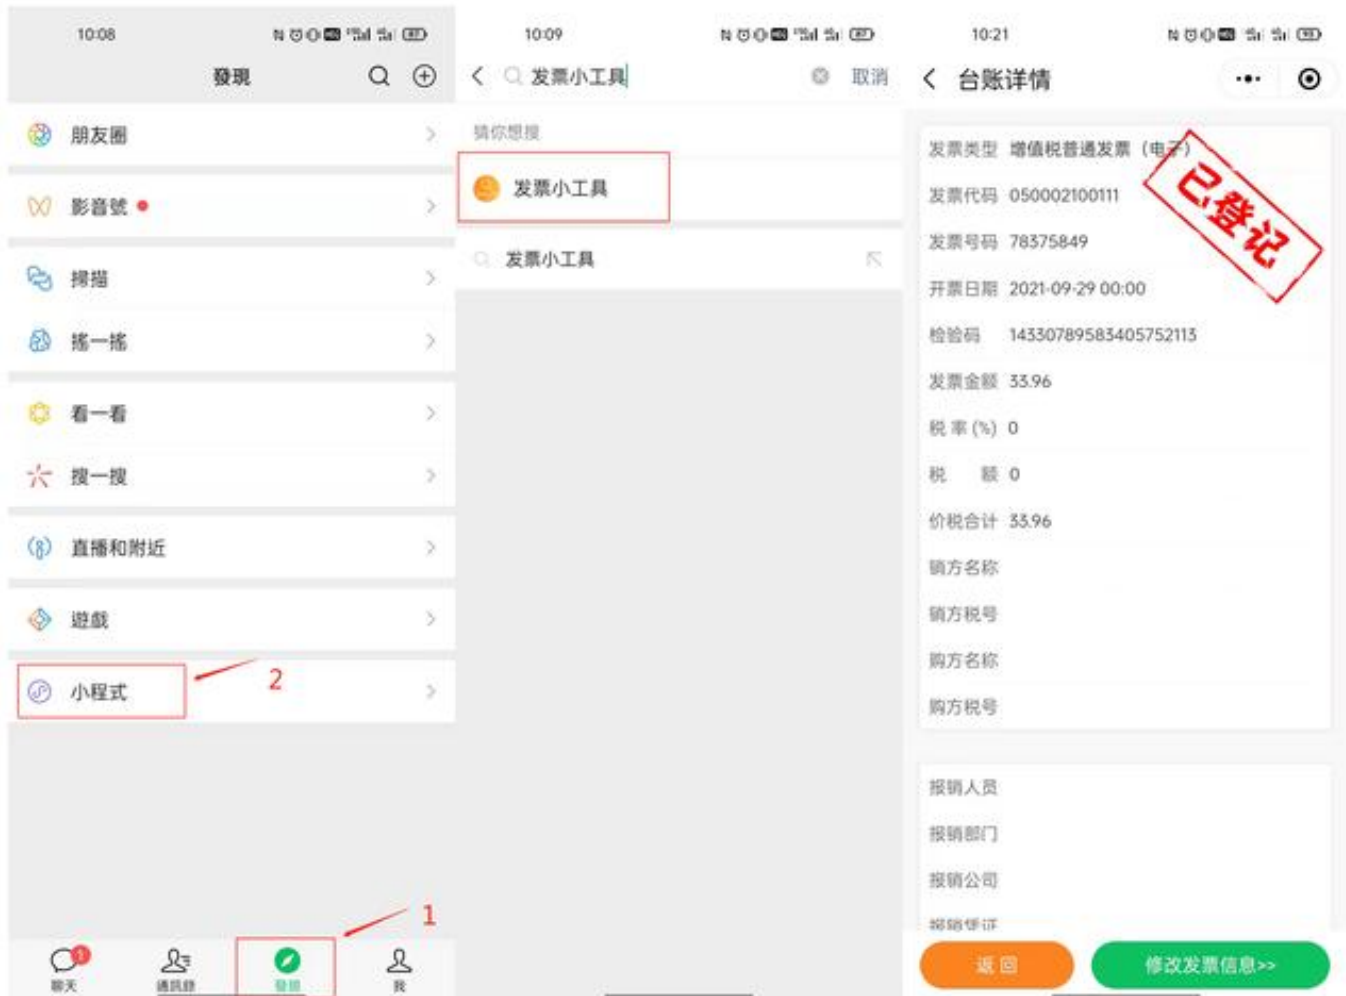 10:08
發現
朋友圈
影音號
掃描
搖一搖
看一看
搜一搜
直播和附近
遊戲
小程式
2
1
1
聊天
通訊錄
發現
我
10:09
发票小工具
取消
猜你想搜
发票小工具
发票小工具
10:21
台账详情
已登记
发票类型 增值税普通发票（电子）
发票代码 050002100111
发票号码 78375849
开票日期 2021-09-29 00:00
检验码 14330789583405752113
发票金额 33.96
税率(%) 0
税 额 0
价税合计 33.96
销方名称
销方税号
购方名称
购方税号
报销人员
报销部门
报销公司
报销凭证
返回
修改发票信息>>